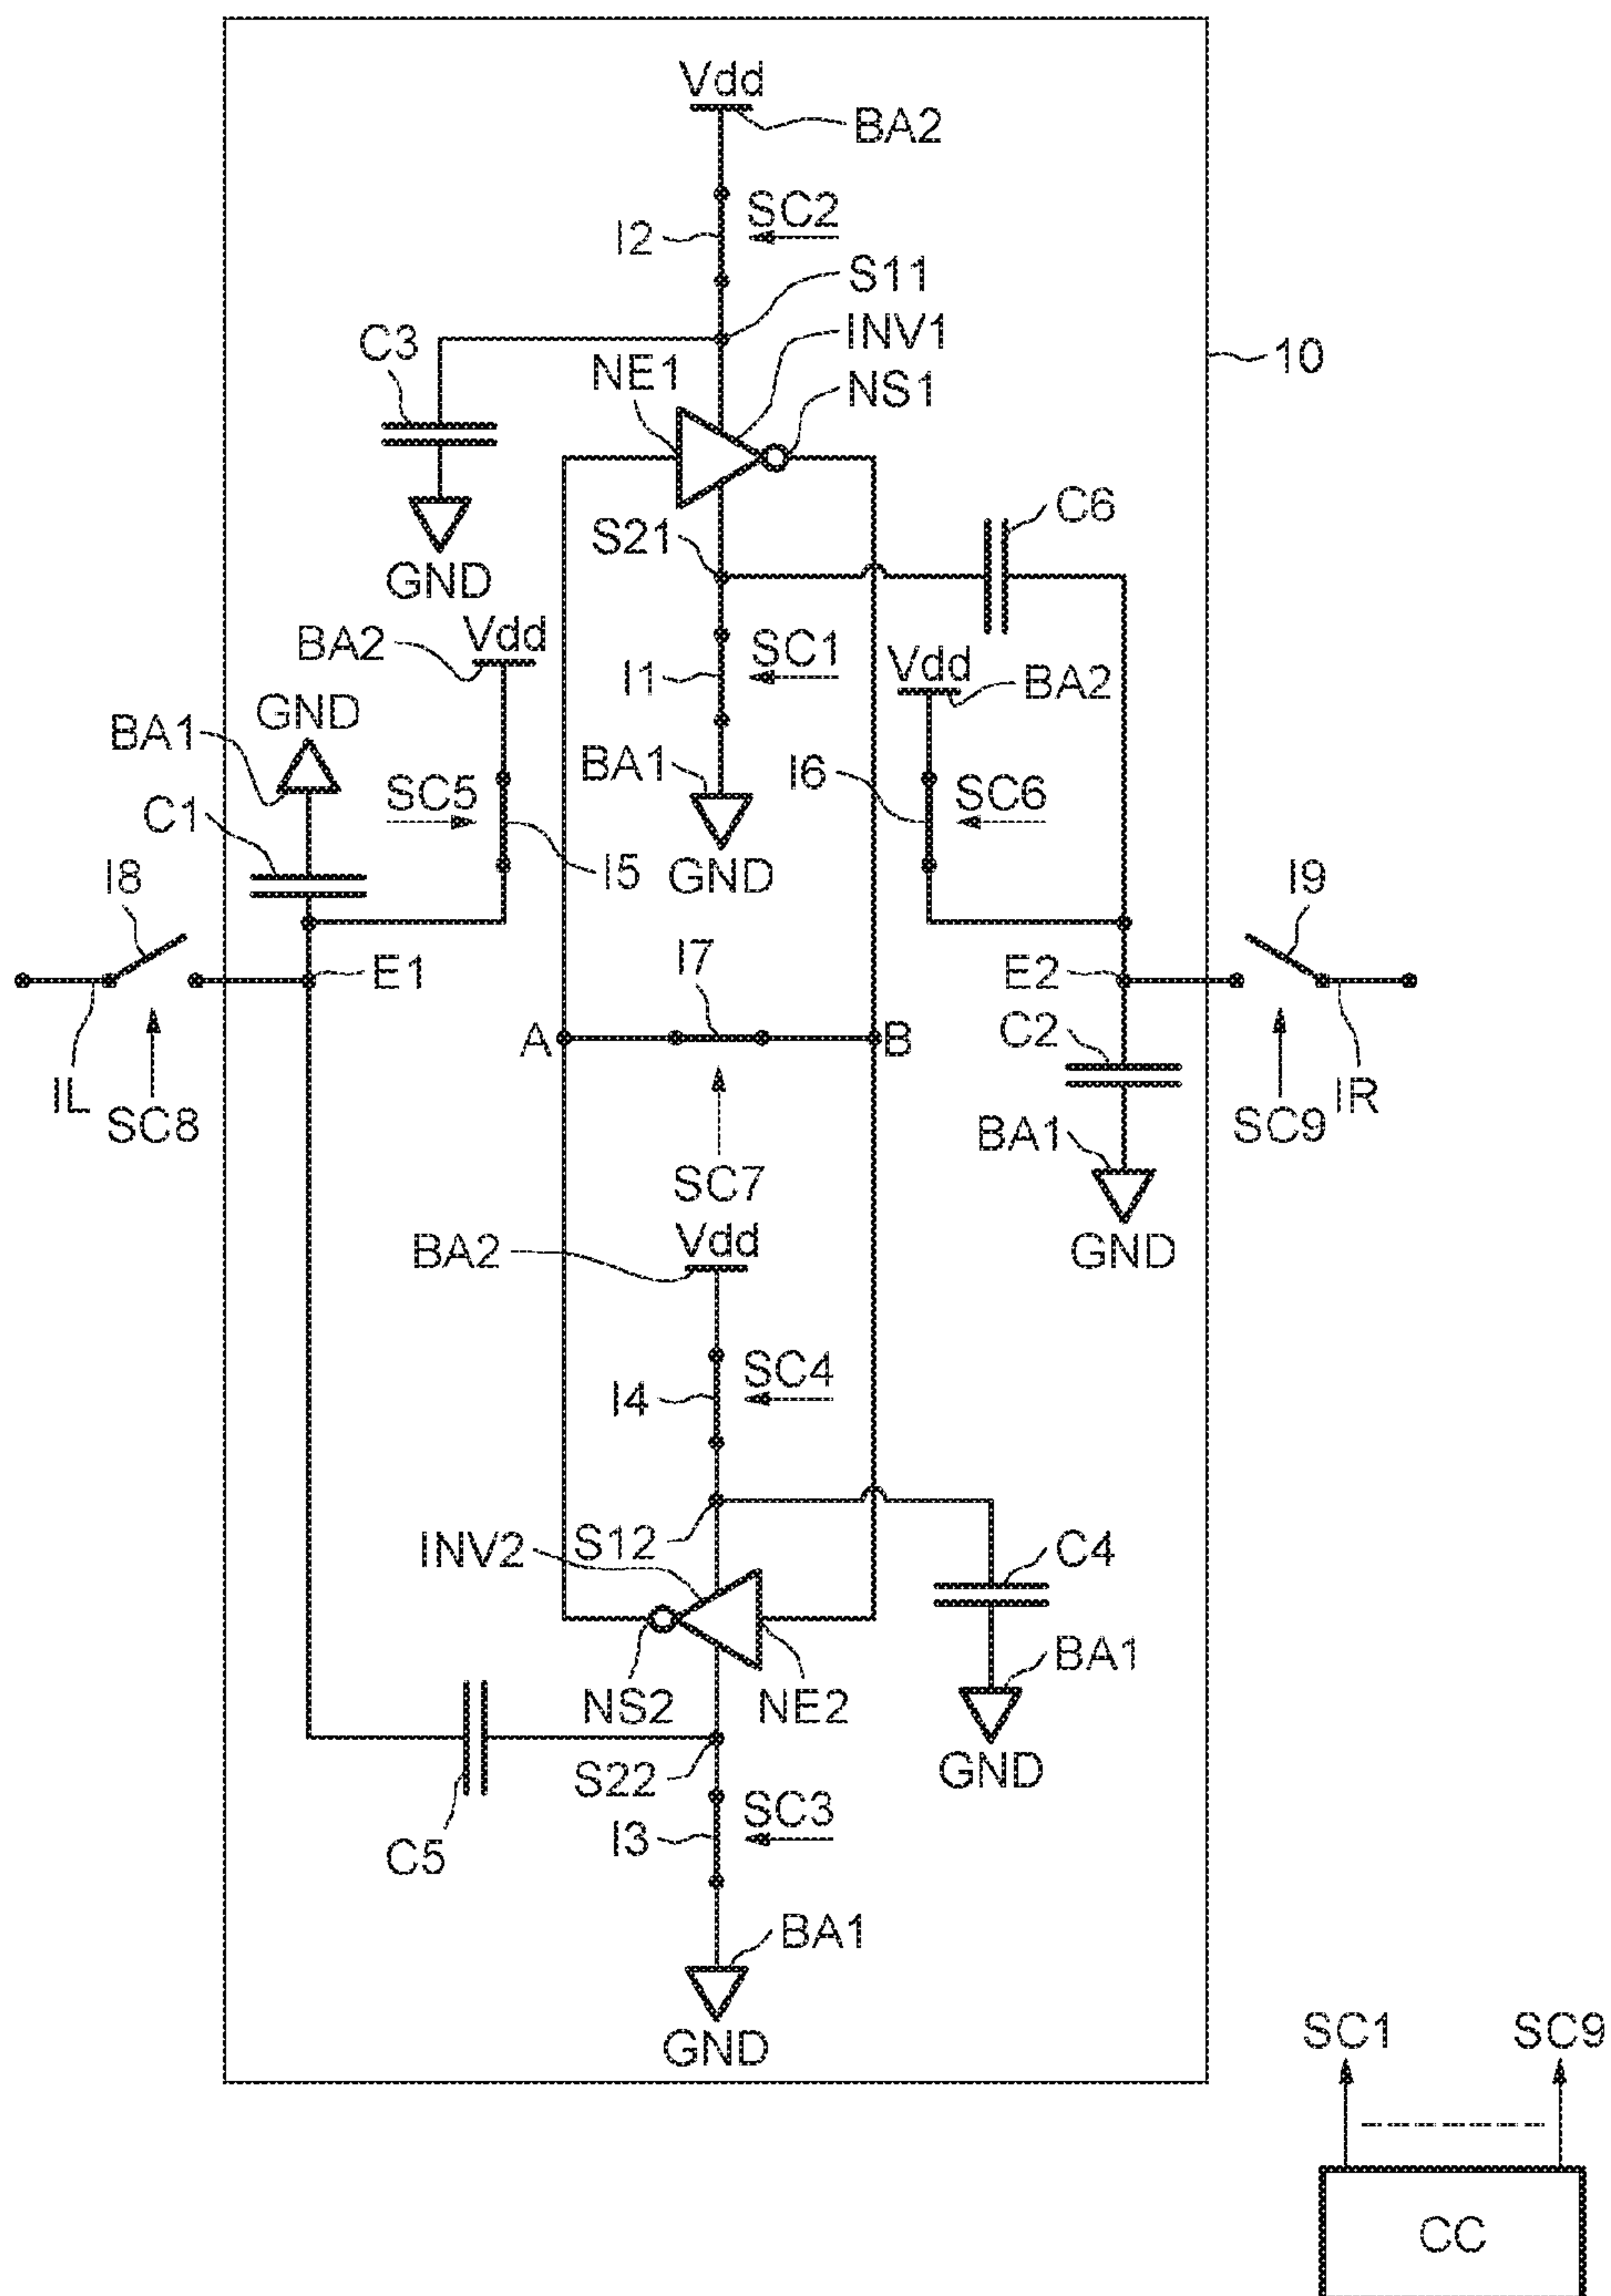 Vdd
BA2
SC2
I2
S11
C3
INV1
NE1
NS1
10
C6
S21
GND
BA2
Vdd
SC1
I1
Vdd
BA2
GND
BA1
BA1
I6
SC5
SC6
C1
I5
GND
I8
I9
I7
E1
E2
A
B
C2
IL
SC8
IR
SC9
BA1
SC7
Vdd
BA2
GND
SC4
I4
S12
INV2
C4
BA1
NS2
NE2
S22
GND
SC3
I3
C5
BA1
GND
SC1
SC9
CC